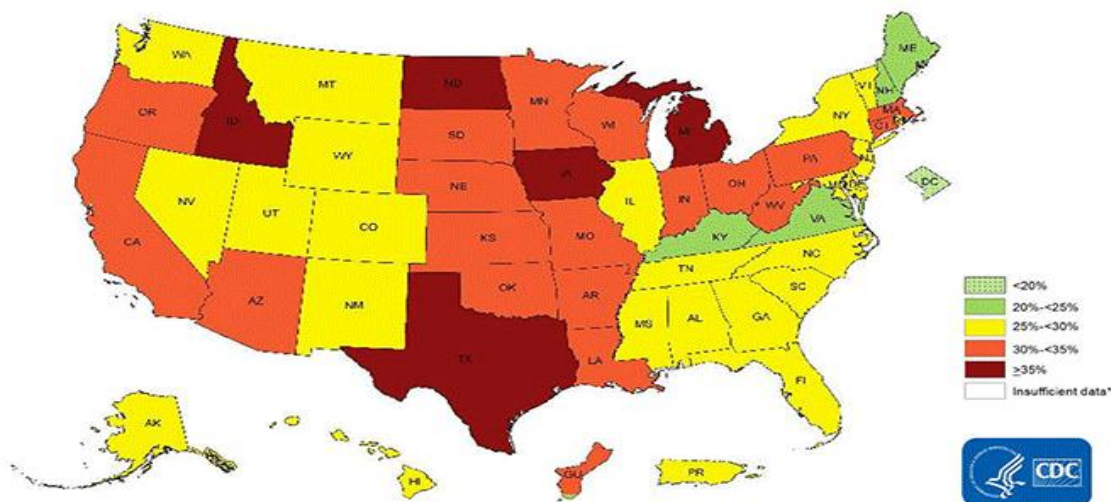 WA
MT
ND
MN
ME
VT
NH
OR
ID
SD
WI
MI
NY
MA
CT
WY
NE
IA
PA
NJ
NV
UT
CO
IL
IN
OH
WV
MD
DE
DC
CA
KS
MO
KY
VA
AZ
NM
OK
AR
TN
NC
SC
TX
LA
MS
AL
GA
FL
AK
HI
GU
PR
<20%
20%-<25%
25%-<30%
30%-<35%
≥35%
Insufficient data*
CDC